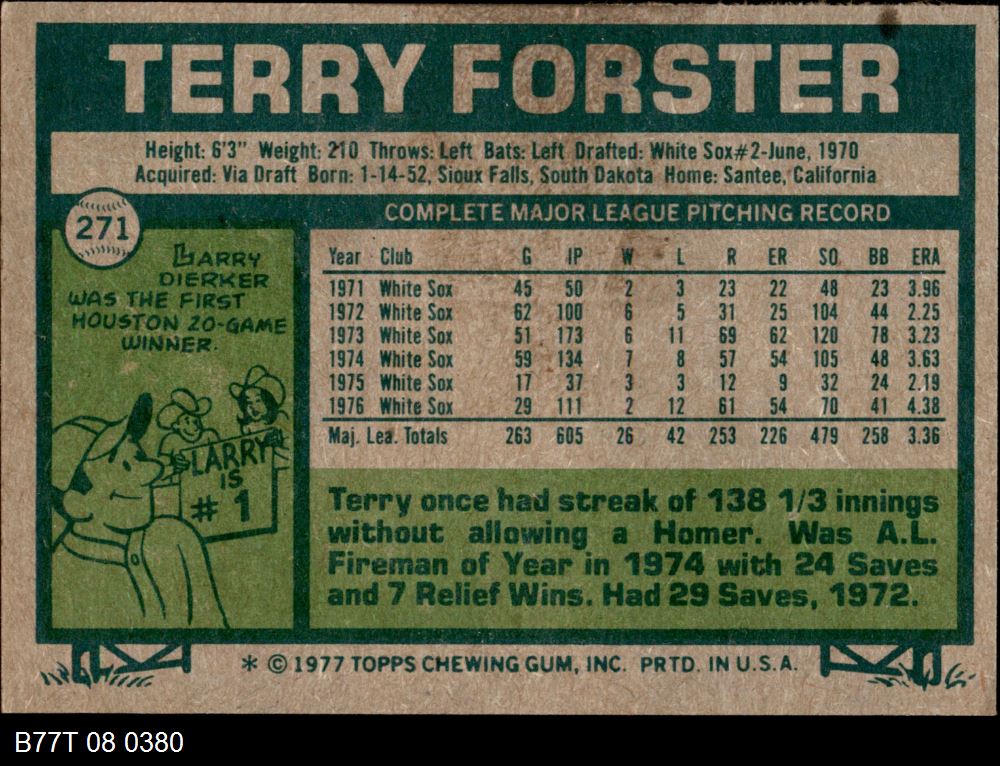 TERRY FORSTER
Height: 6'3" Weight: 210 Throws: Left Bats: Left Drafted: White Sox#2-June, 1970
Acquired: Via Draft Born: 1-14-52, Sioux Falls, South Dakota Home: Santee, California
271
LARRY
DIERKER
WAS THE FIRST
HOUSTON 20-GAME
WINNER.
LARRY
IS
# 1
COMPLETE MAJOR LEAGUE PITCHING RECORD
Year Club G IP W L R ER SO BB ERA
1971 White Sox 45 50 2 3 23 22 48 23 3.96
1972 White Sox 62 100 6 5 31 25 104 44 2.25
1973 White Sox 51 173 6 11 69 62 120 78 3.23
1974 White Sox 59 134 7 8 57 54 105 48 3.63
1975 White Sox 17 37 3 3 12 9 32 24 2.19
1976 White Sox 29 111 2 12 61 54 70 41 4.38
Maj. Lea. Totals 263 605 26 42 253 226 479 258 3.36
Terry once had streak of 138 1/3 innings
without allowing a Homer. Was A.L.
Fireman of Year in 1974 with 24 Saves
and 7 Relief Wins. Had 29 Saves, 1972.
* © 1977 TOPPS CHEWING GUM, INC. PRTD. IN U.S.A.
B77T 08 0380